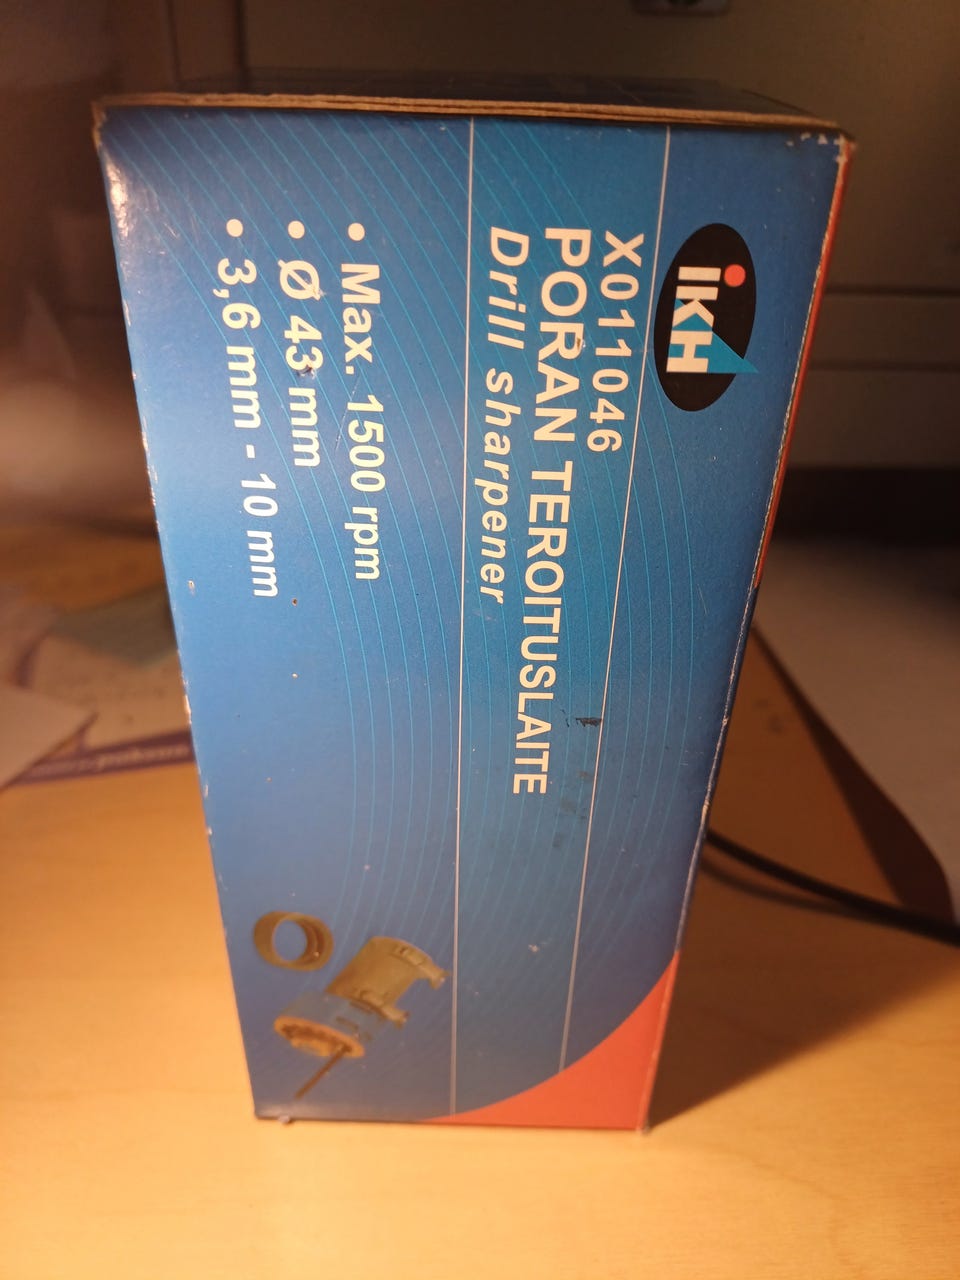 iKH
X011046
PORAN TEROITUSLAITE
Drill sharpener
• Max. 1500 rpm
• Ø 43 mm
• 3,6 mm - 10 mm